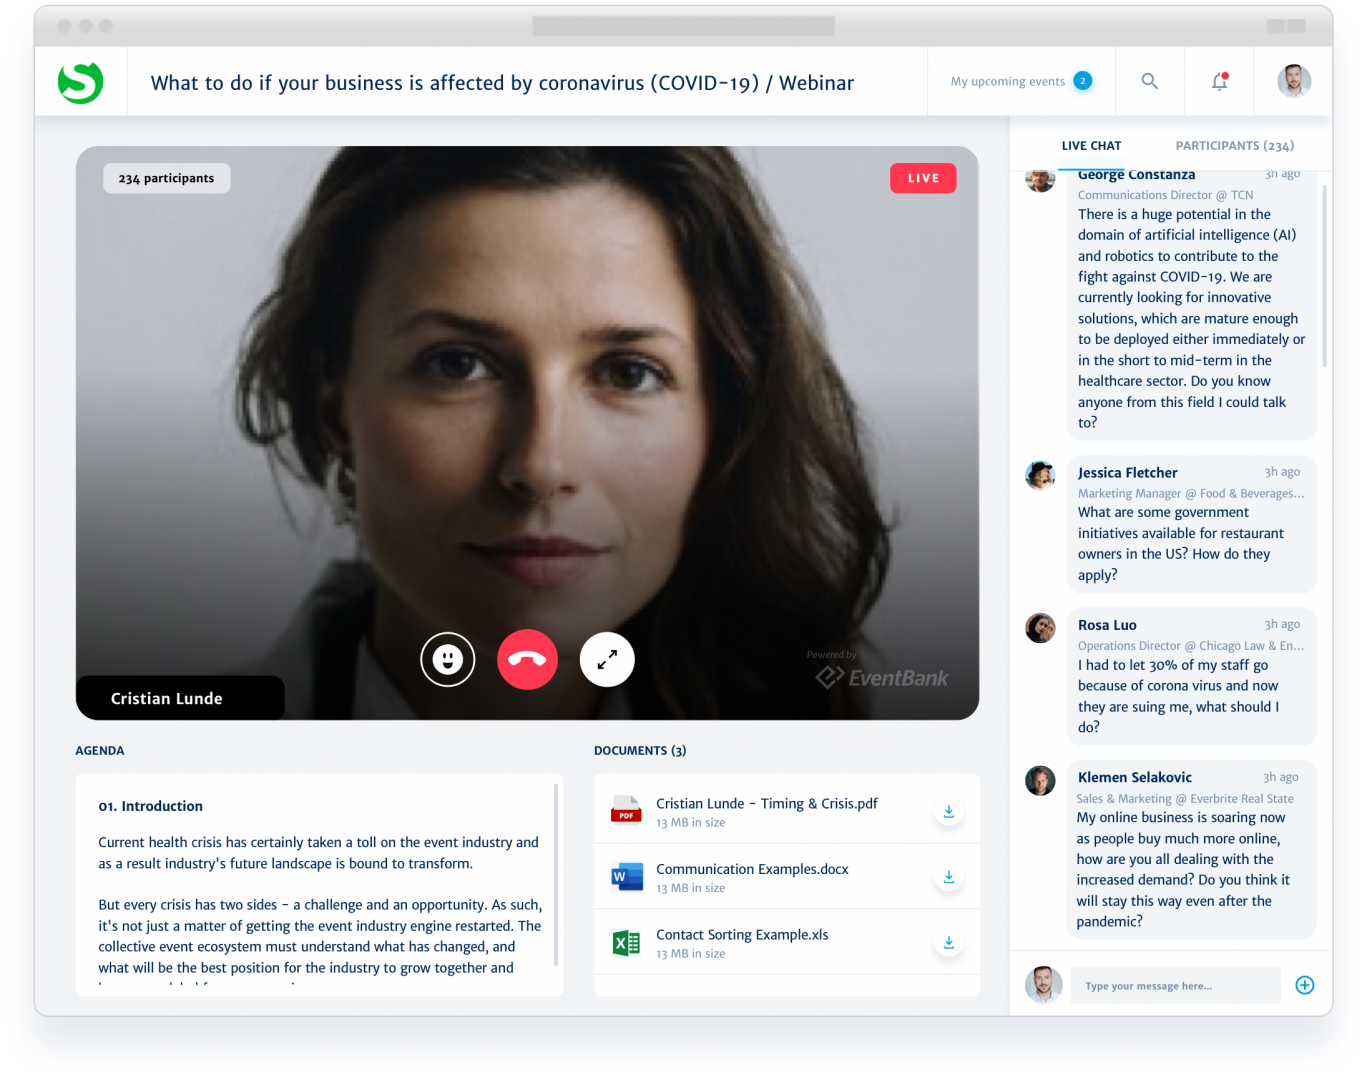 What to do if your business is affected by coronavirus (COVID-19) / Webinar
My upcoming events 2
234 participants
LIVE
Cristian Lunde
Powered by
EventBank
AGENDA
01. Introduction
Current health crisis has certainly taken a toll on the event industry and
as a result industry's future landscape is bound to transform.
But every crisis has two sides - a challenge and an opportunity. As such,
it's not just a matter of getting the event industry engine restarted. The
collective event ecosystem must understand what has changed, and
what will be the best position for the industry to grow together and
DOCUMENTS (3)
PDF
Cristian Lunde - Timing & Crisis.pdf
13 MB in size
W
Communication Examples.docx
13 MB in size
X
Contact Sorting Example.xls
13 MB in size
LIVE CHAT
PARTICIPANTS (234)
George Constanza
3h ago
Communications Director @ TCN
There is a huge potential in the
domain of artificial intelligence (AI)
and robotics to contribute to the
fight against COVID-19. We are
currently looking for innovative
solutions, which are mature enough
to be deployed either immediately or
in the short to mid-term in the
healthcare sector. Do you know
anyone from this field I could talk
to?
Jessica Fletcher
3h ago
Marketing Manager @ Food & Beverages...
What are some government
initiatives available for restaurant
owners in the US? How do they
apply?
Rosa Luo
3h ago
Operations Director @ Chicago Law & En...
I had to let 30% of my staff go
because of corona virus and now
they are suing me, what should I
do?
Klemen Selakovic
3h ago
Sales & Marketing @ Everbrite Real State
My online business is soaring now
as people buy much more online,
how are you all dealing with the
increased demand? Do you think it
will stay this way even after the
pandemic?
Type your message here...